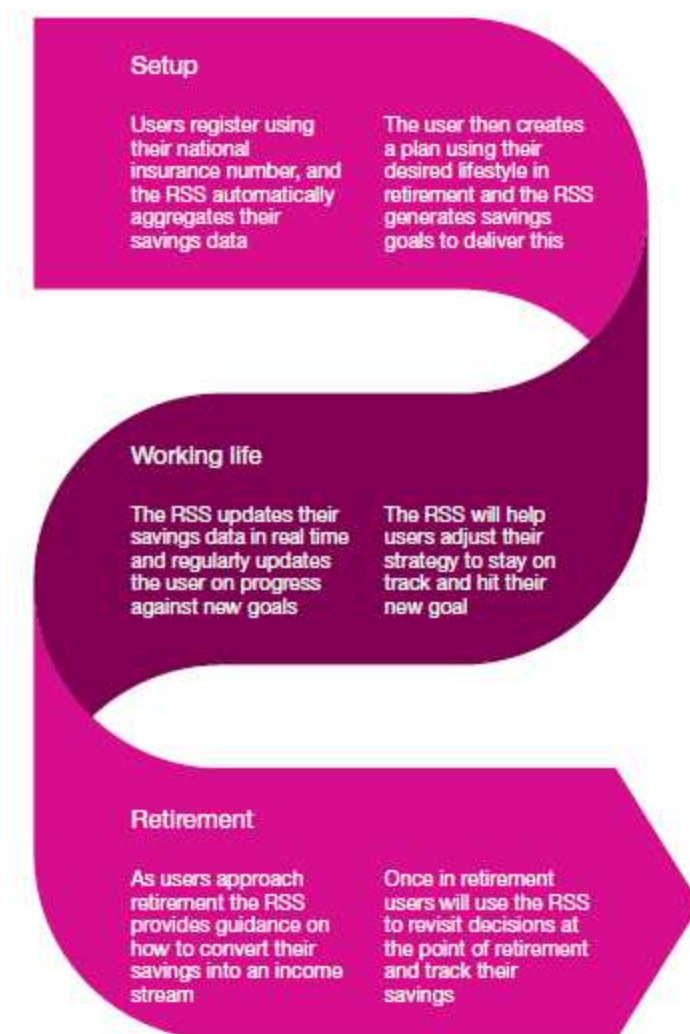 Setup
Users register using
their national
insurance number, and
the RSS automatically
aggregates their
savings data
The user then creates
a plan using their
desired lifestyle in
retirement and the RSS
generates savings
goals to deliver this
Working life
The RSS updates their
savings data in real time
and regularly updates
the user on progress
against new goals
The RSS will help
users adjust their
strategy to stay on
track and hit their
new goal
Retirement
As users approach
retirement the RSS
provides guidance on
how to convert their
savings into an income
stream
Once in retirement
users will use the RSS
to revisit decisions at
the point of retirement
and track their
savings